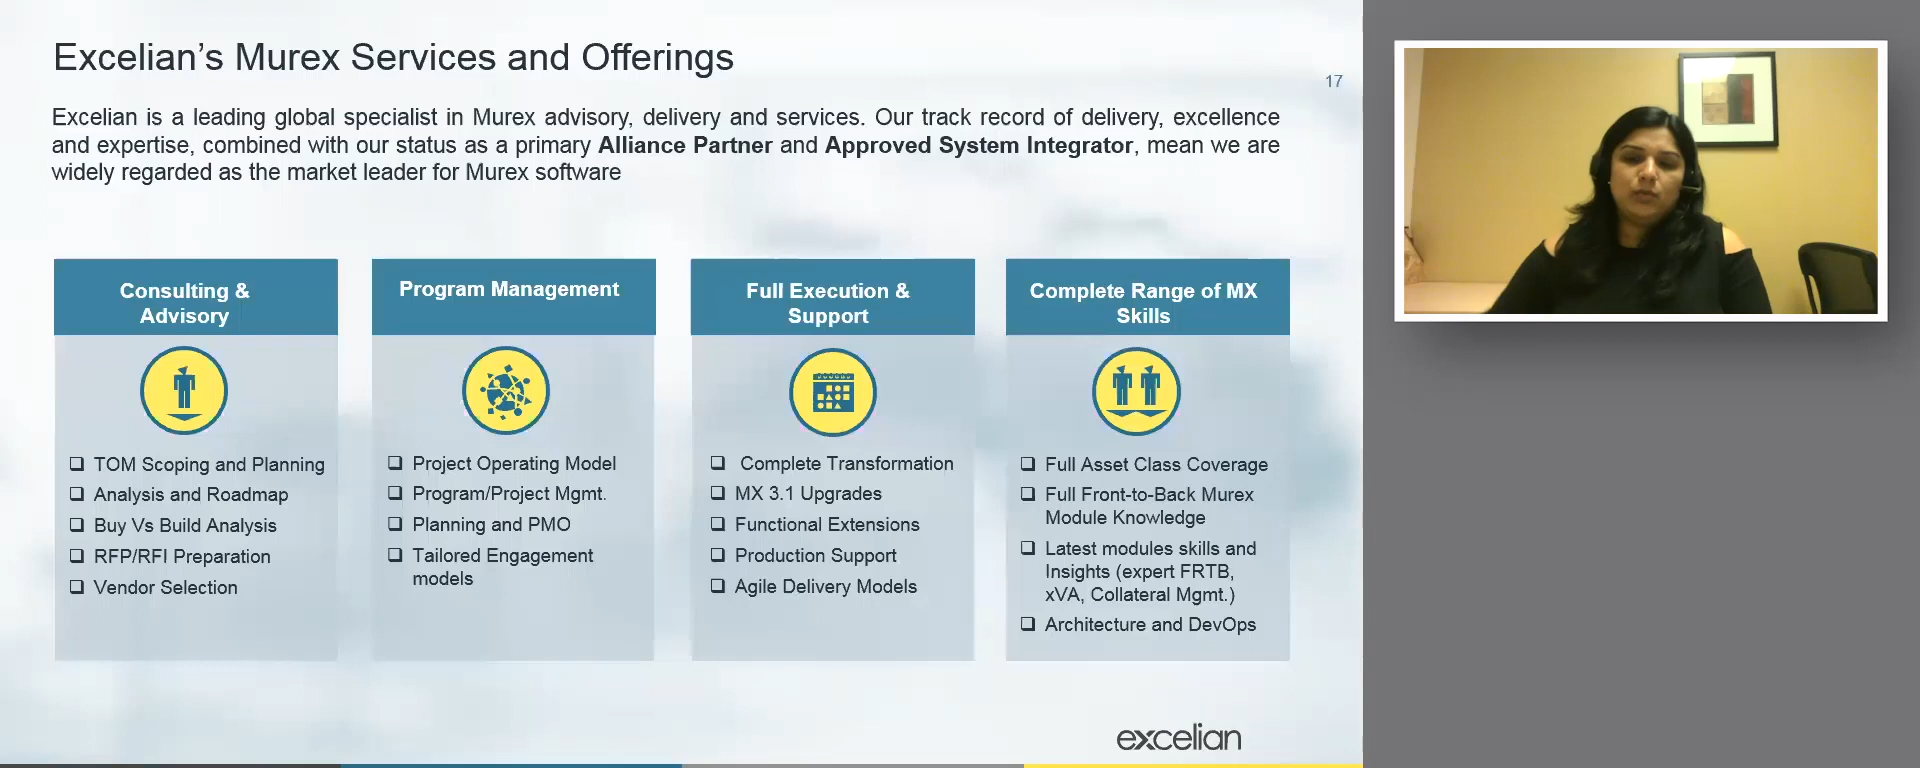 Excelian’s Murex Services and Offerings
17
Excelian is a leading global specialist in Murex advisory, delivery and services. Our track record of delivery, excellence
and expertise, combined with our status as a primary Alliance Partner and Approved System Integrator, mean we are
widely regarded as the market leader for Murex software
Consulting &
Advisory
TOM Scoping and Planning
Analysis and Roadmap
Buy Vs Build Analysis
RFP/RFI Preparation
Vendor Selection
Program Management
Project Operating Model
Program/Project Mgmt.
Planning and PMO
Tailored Engagement
models
Full Execution &
Support
Complete Transformation
MX 3.1 Upgrades
Functional Extensions
Production Support
Agile Delivery Models
Complete Range of MX
Skills
Full Asset Class Coverage
Full Front-to-Back Murex
Module Knowledge
Latest modules skills and
Insights (expert FRTB,
xVA, Collateral Mgmt.)
Architecture and DevOps
excelian